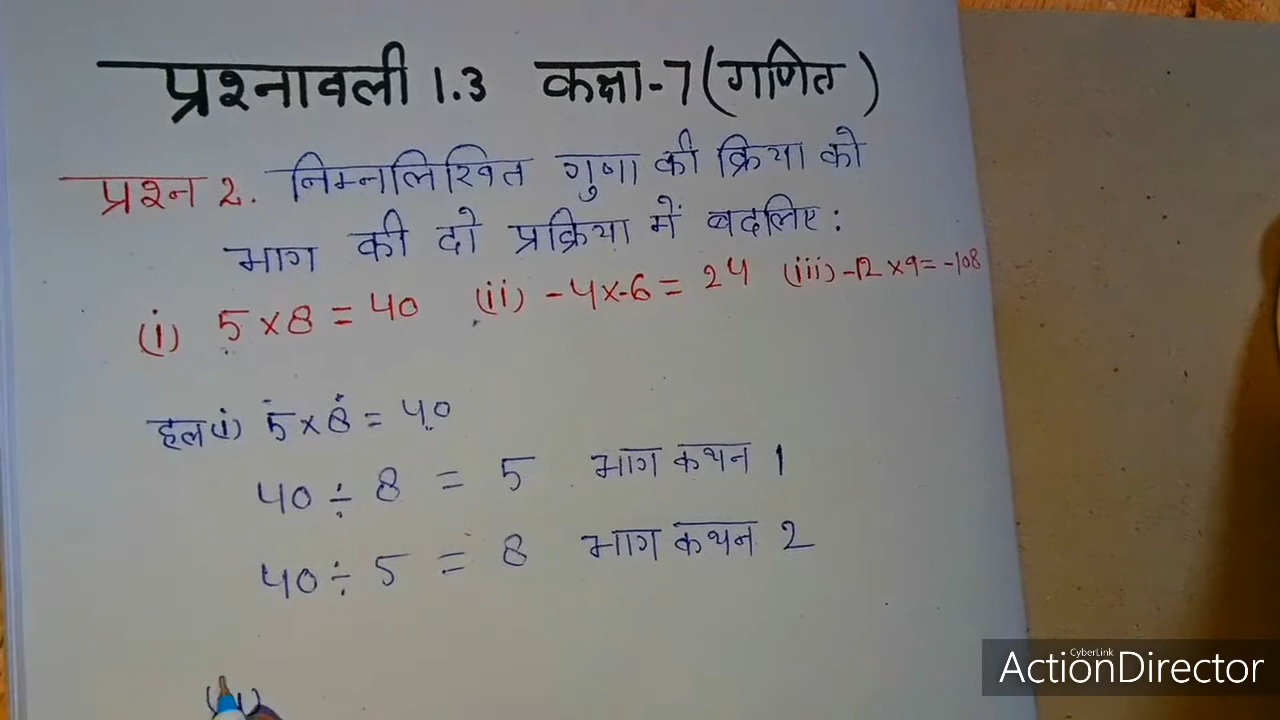 प्रश्नावली 1.3 कक्षा-7 (गणित)
प्रश्न 2. निम्नलिखित गुणा की क्रिया को
भाग की दो प्रक्रिया में बदलिए:
(i) 5×8=40 (ii) -4×-6=24 (iii) -12×9=-108
हल(i) 5×8=40
40÷8=5 भाग कथन 1
40÷5=8 भाग कथन 2
CyberLink
ActionDirector